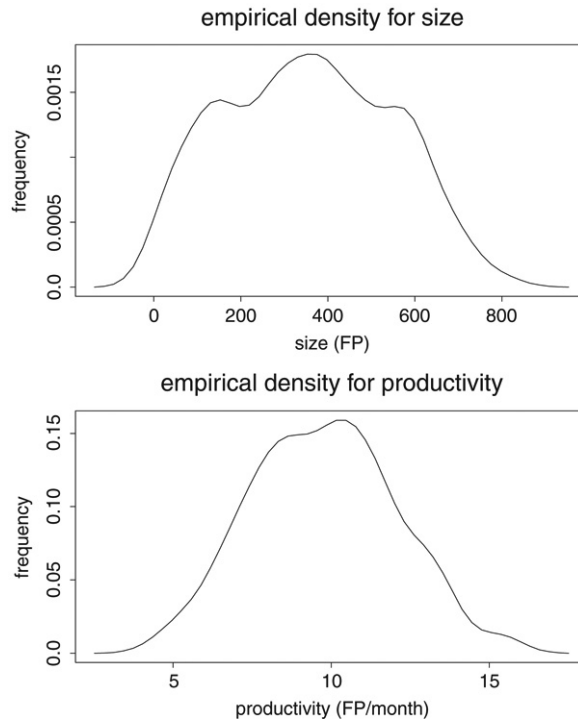 empirical density for size
frequency
0.0015
0.0005
0.0
0 200 400 600 800
size (FP)
empirical density for productivity
frequency
0.15
0.10
0.05
0.0
5 10 15
productivity (FP/month)